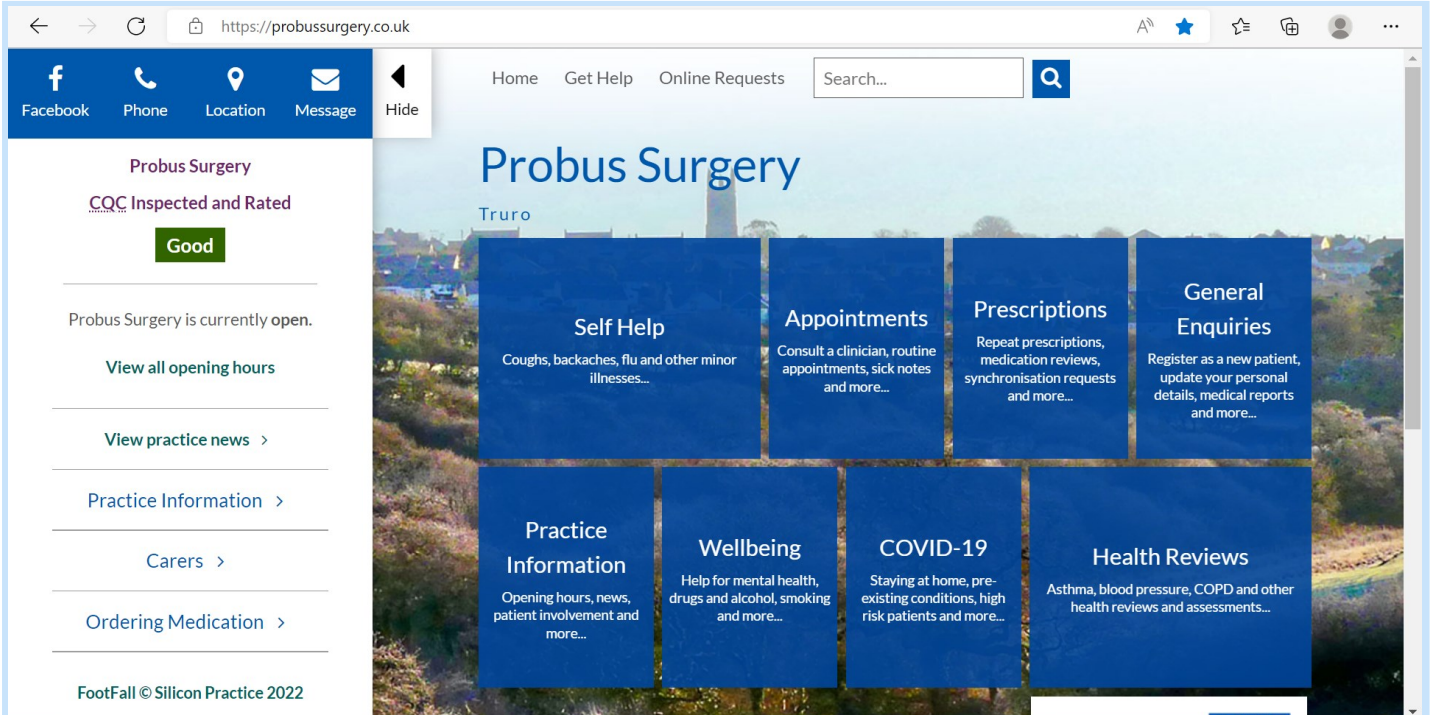 https://probussurgery.co.uk
Facebook
Phone
Location
Message
Hide
Probus Surgery
CQC Inspected and Rated
Good
Probus Surgery is currently open.
View all opening hours
View practice news >
Practice Information >
Carers >
Ordering Medication >
FootFall © Silicon Practice 2022
Home
Get Help
Online Requests
Search...
Probus Surgery
Truro
Self Help
Coughs, backaches, flu and other minor
illnesses...
Appointments
Consult a clinician, routine
appointments, sick notes
and more...
Prescriptions
Repeat prescriptions,
medication reviews,
synchronisation requests
and more...
General
Enquiries
Register as a new patient,
update your personal
details, medical reports
and more...
Practice
Information
Opening hours, news,
patient involvement and
more...
Wellbeing
Help for mental health,
drugs and alcohol, smoking
and more...
COVID-19
Staying at home, pre-
existing conditions, high
risk patients and more...
Health Reviews
Asthma, blood pressure, COPD and other
health reviews and assessments...